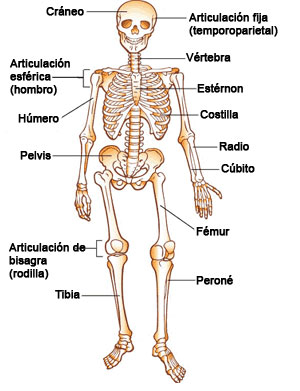 Cráneo
Articulación fija
(temporoparietal)
Vértebra
Articulación
esférica
(hombro)
Estérnon
Costilla
Húmero
Radio
Pelvis
Cúbito
Fémur
Articulación de
bisagra
(rodilla)
Peroné
Tibia